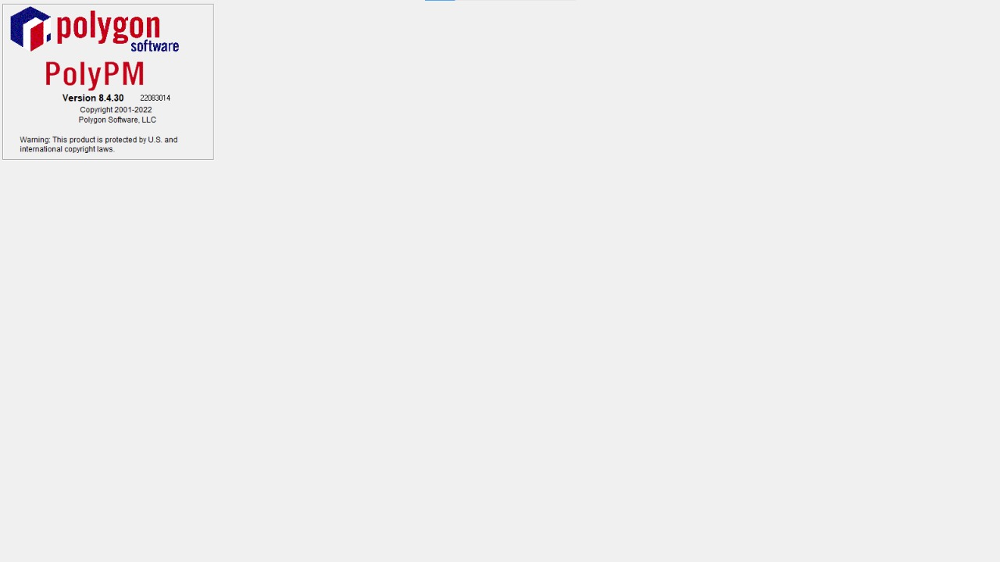 polygon
software
PolyPM
Version 8.4.30 22083014
Copyright 2001-2022
Polygon Software, LLC
Warning: This product is protected by U.S. and
international copyright laws.